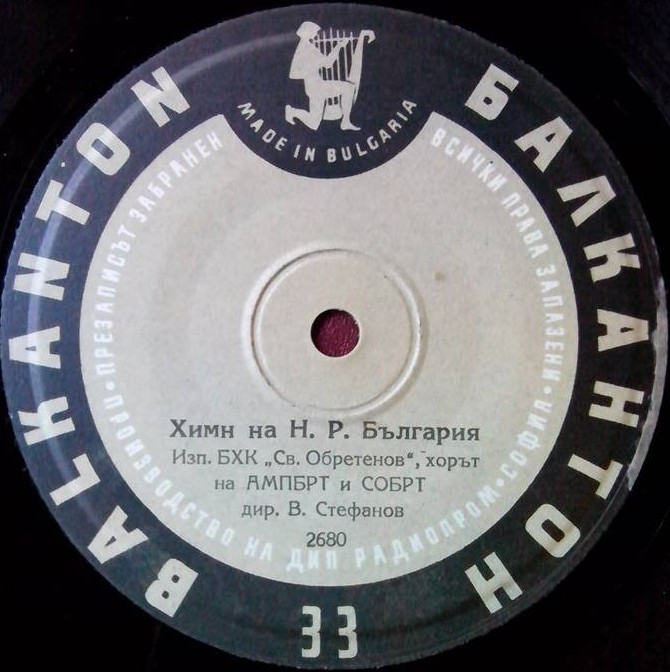 BALKANTON
БАЛКАНТОН
MADE IN BULGARIA
ПРОИЗВОДСТВО НА ДИП РАДИОПРОМ • СОФИЯ • ВСИЧКИ ПРАВА ЗАПАЗЕНИ
• ПРЕЗАПИСЪТ ЗАБРАНЕН
Химн на Н. Р. България
Изп. БХК „Св. Обретенов“, хорът
на АМПБРТ и СОБРТ
дир. В. Стефанов
2680
33